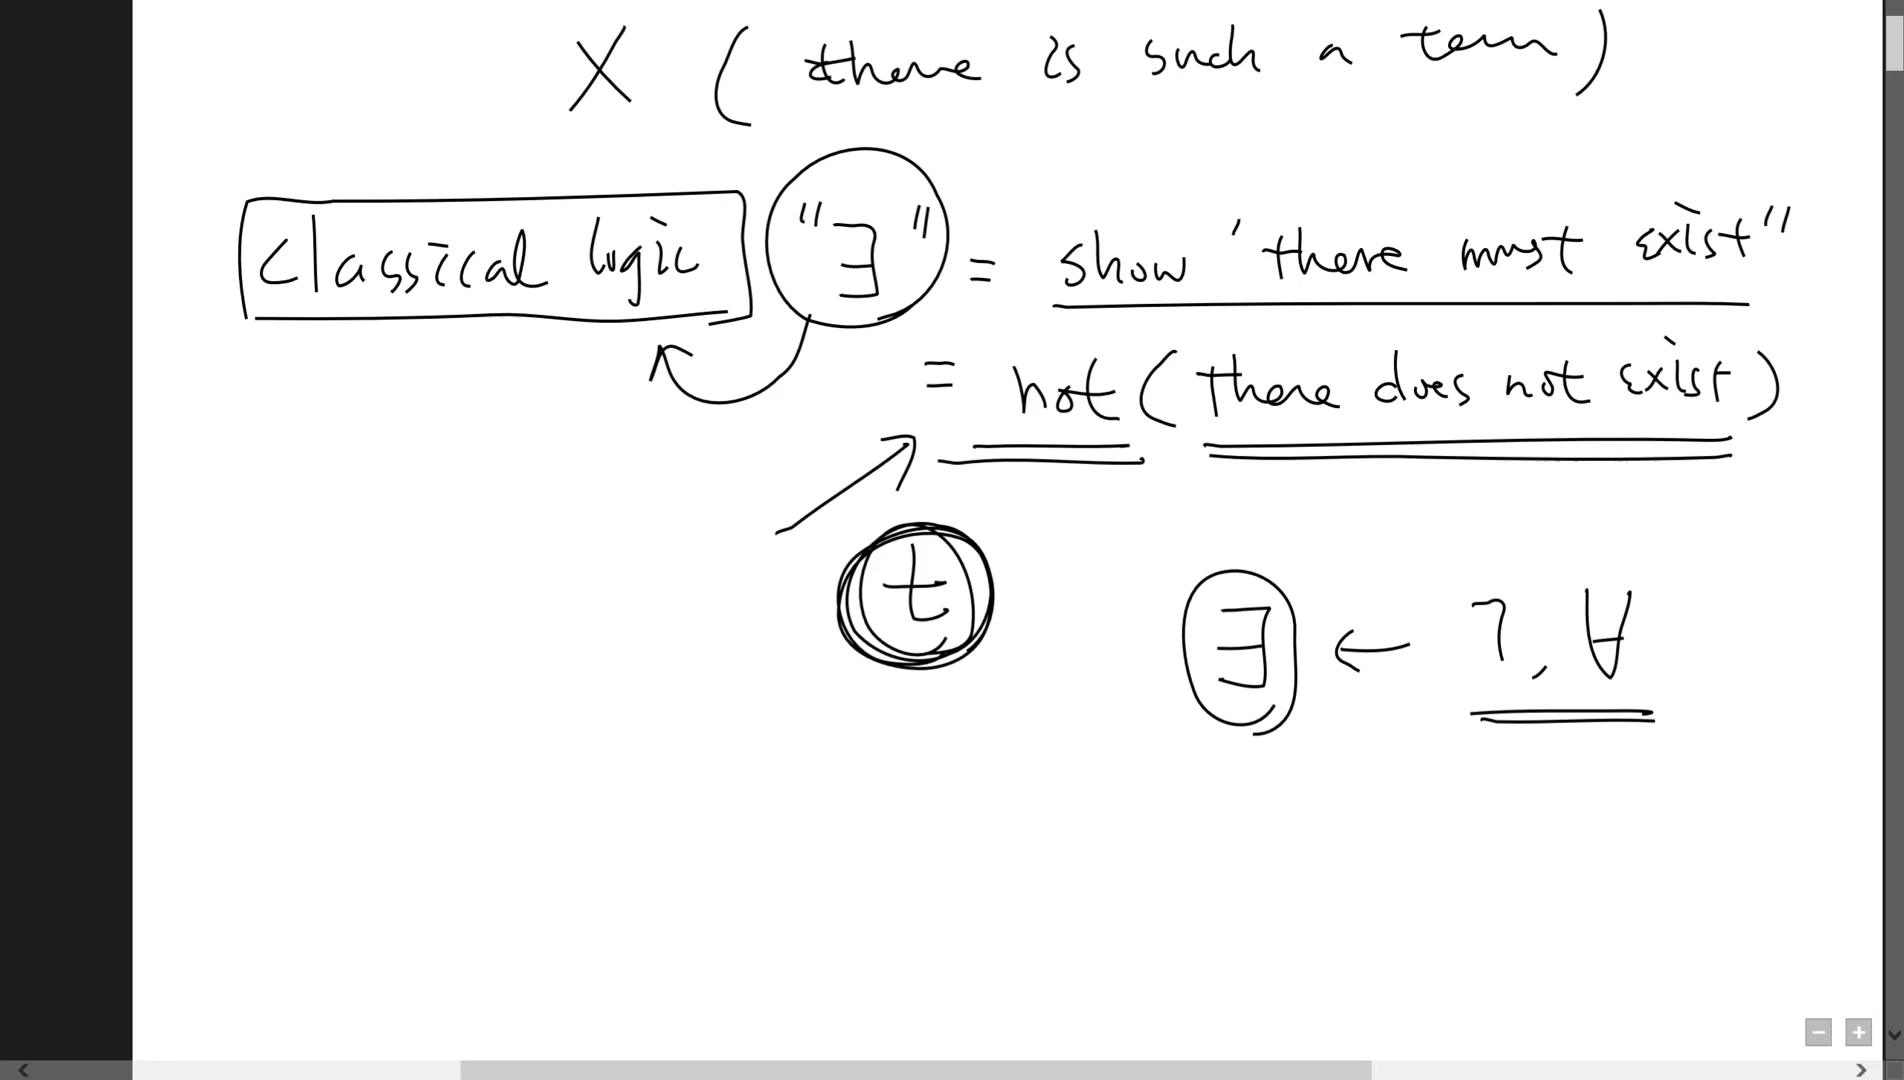 X ( there is such a term )
Classical logic "∃" = show 'there must exist"
= not ( there does not exist )
t
∃ ← ?, ∀